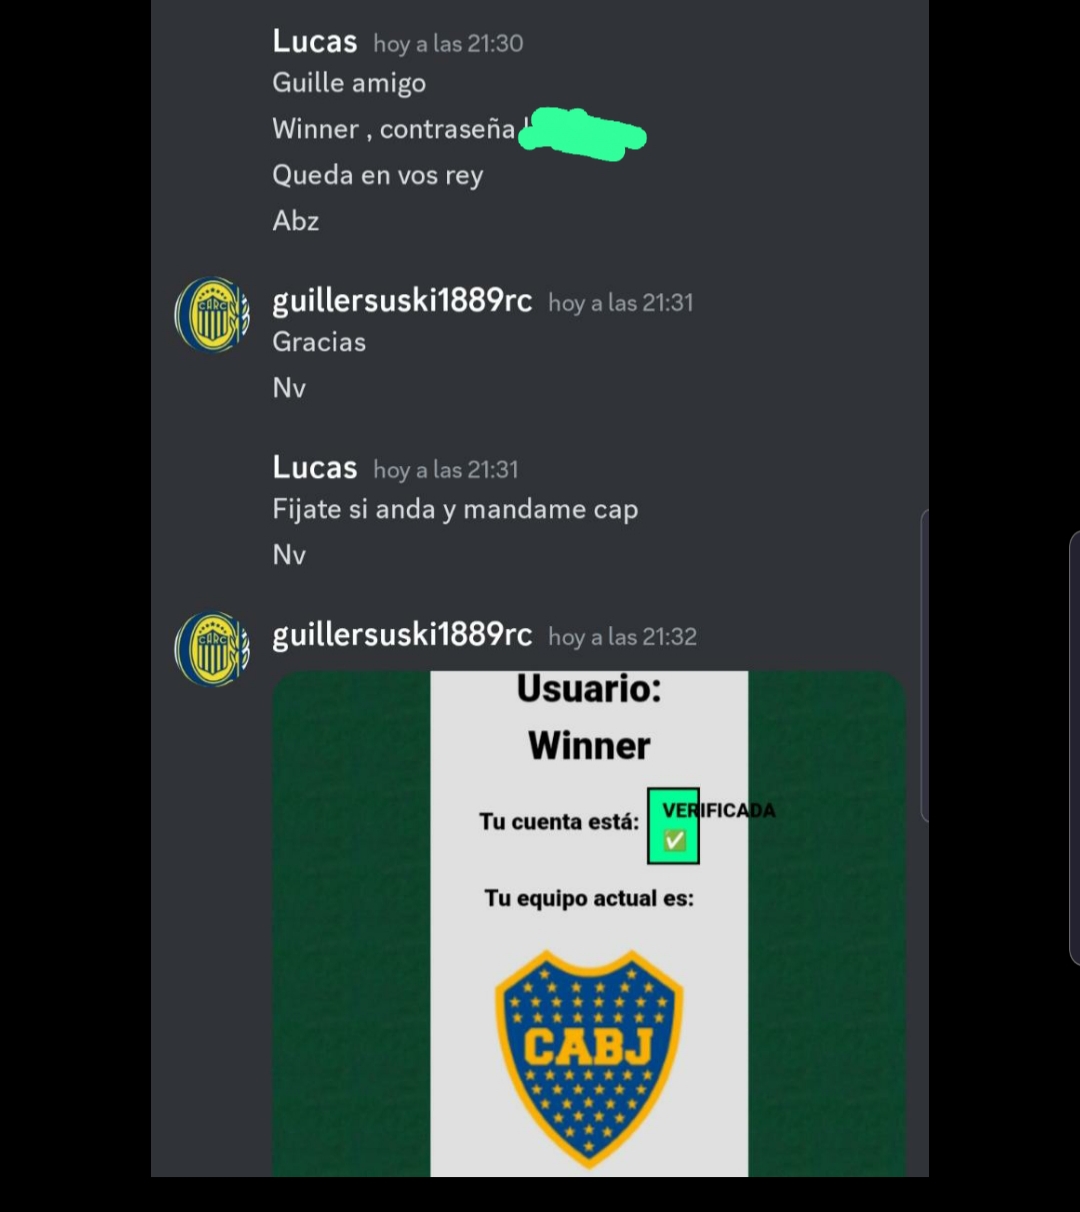 Lucas hoy a las 21:30
Guille amigo
Winner , contraseña
Queda en vos rey
Abz
CARC
guillersuski1889rc hoy a las 21:31
Gracias
Nv
Lucas hoy a las 21:31
Fijate si anda y mandame cap
Nv
CARC
guillersuski1889rc hoy a las 21:32
Usuario:
Winner
Tu cuenta está: VERIFICADA ✅
Tu equipo actual es:
CABJ